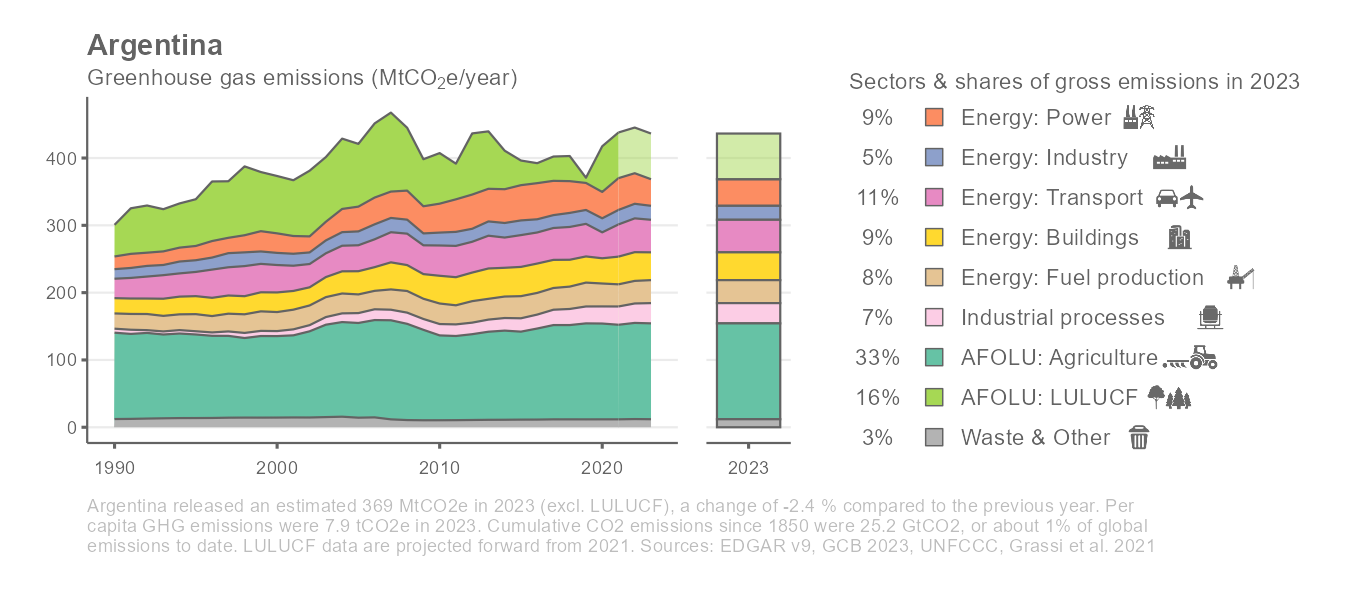 Argentina
Greenhouse gas emissions (MtCO₂e/year)
400
300
200
100
0
1990
2000
2010
2020
2023
Sectors & shares of gross emissions in 2023
9% Energy: Power
5% Energy: Industry
11% Energy: Transport
9% Energy: Buildings
8% Energy: Fuel production
7% Industrial processes
33% AFOLU: Agriculture
16% AFOLU: LULUCF
3% Waste & Other
Argentina released an estimated 369 MtCO2e in 2023 (excl. LULUCF), a change of -2.4 % compared to the previous year. Per
capita GHG emissions were 7.9 tCO2e in 2023. Cumulative CO2 emissions since 1850 were 25.2 GtCO2, or about 1% of global
emissions to date. LULUCF data are projected forward from 2021. Sources: EDGAR v9, GCB 2023, UNFCCC, Grassi et al. 2021